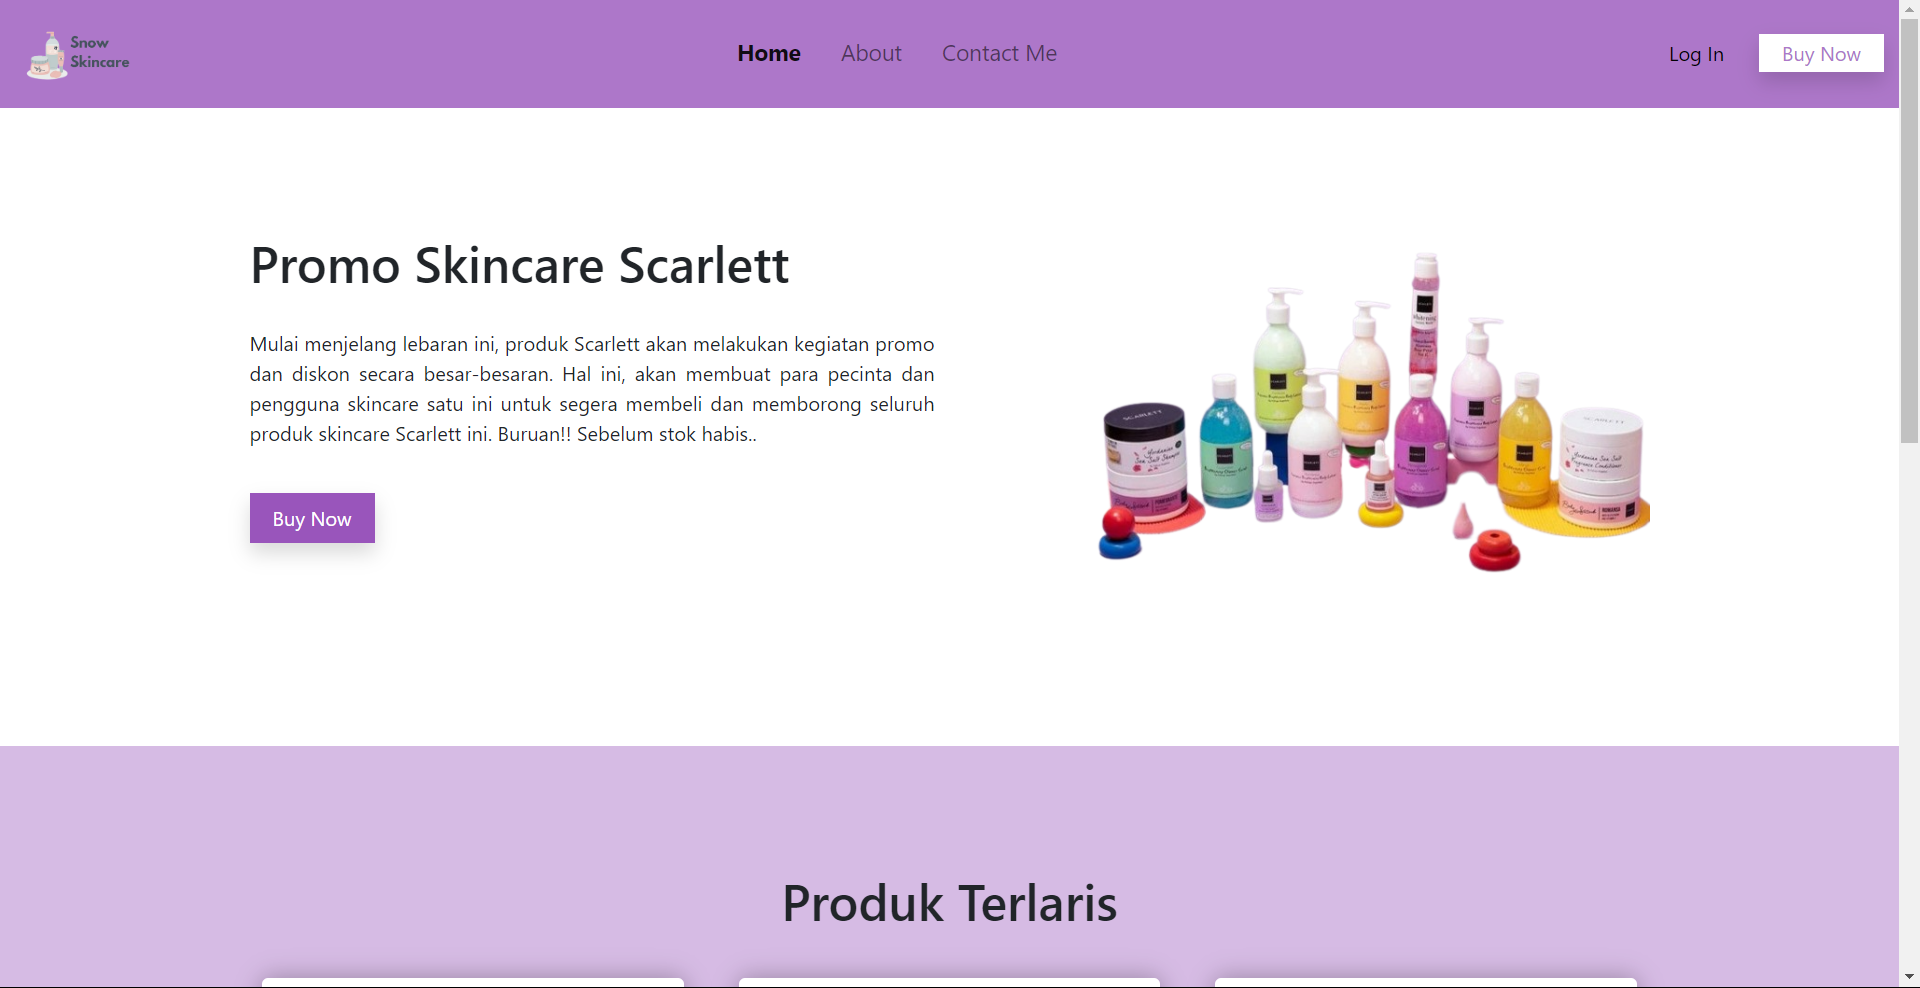 Snow
Skincare
Home
About
Contact Me
Log In
Buy Now
Promo Skincare Scarlett
Mulai menjelang lebaran ini, produk Scarlett akan melakukan kegiatan promo
dan diskon secara besar-besaran. Hal ini, akan membuat para pecinta dan
pengguna skincare satu ini untuk segera membeli dan memborong seluruh
produk skincare Scarlett ini. Buruan!! Sebelum stok habis..
Buy Now
SCARLETT
SCARLETT
Produk Terlaris